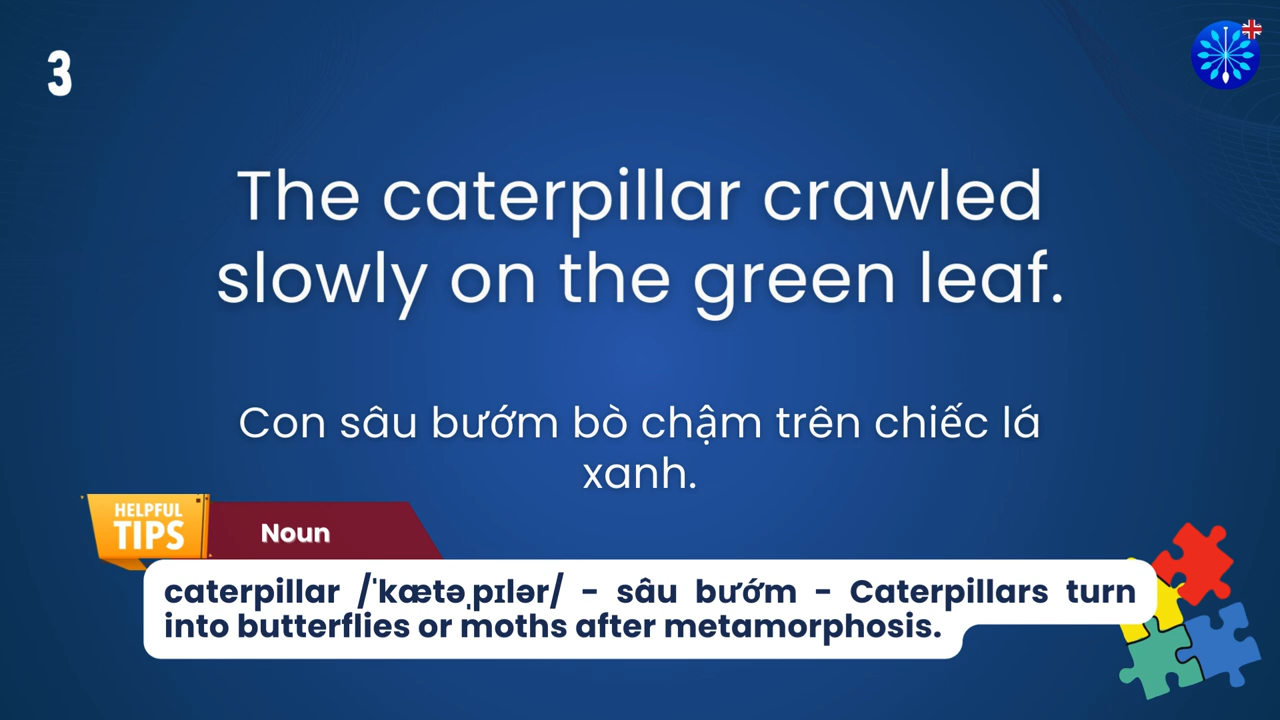 3
The caterpillar crawled
slowly on the green leaf.
Con sâu bướm bò chậm trên chiếc lá
xanh.
HELPFUL
TIPS
Noun
caterpillar /ˈkætəˌpɪlər/ - sâu bướm - Caterpillars turn
into butterflies or moths after metamorphosis.